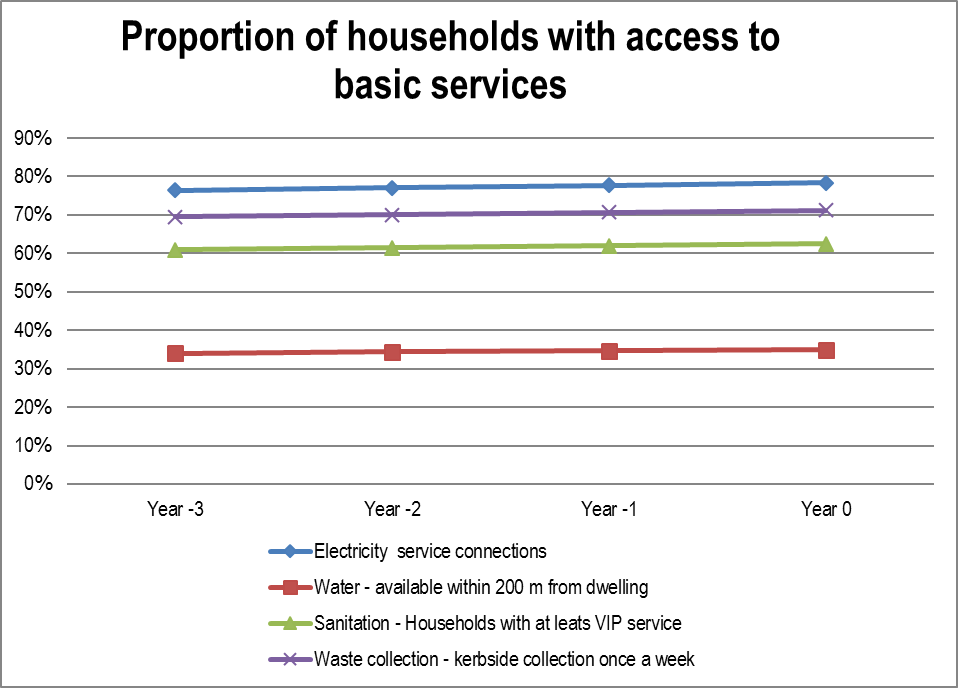 Proportion of households with access to
basic services
90%
80%
70%
60%
50%
40%
30%
20%
10%
0%
Year -3 Year -2 Year -1 Year 0
Electricity  service connections
Water - available within 200 m from dwelling
Sanitation - Households with at leats VIP service
Waste collection - kerbside collection once a week